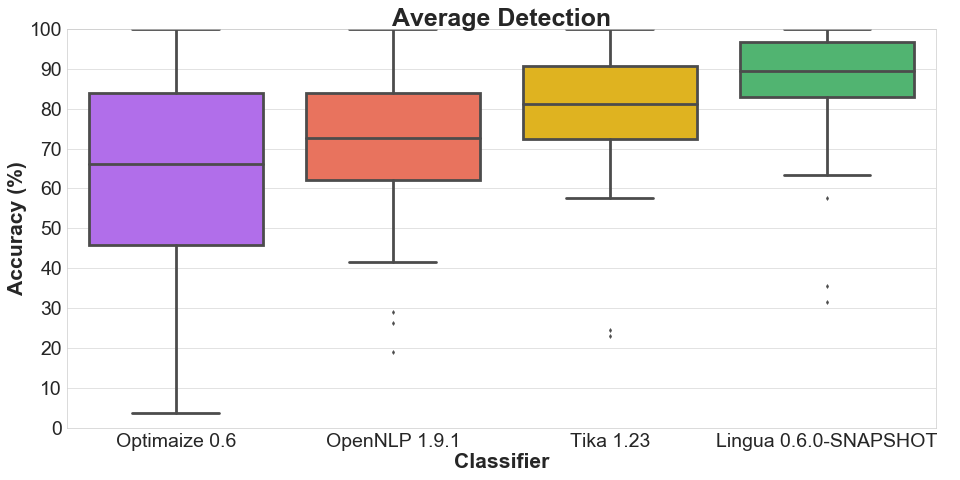 Average Detection
Accuracy (%)
100
90
80
70
60
50
40
30
20
10
0
Optimaize 0.6 OpenNLP 1.9.1 Tika 1.23 Lingua 0.6.0-SNAPSHOT
Classifier